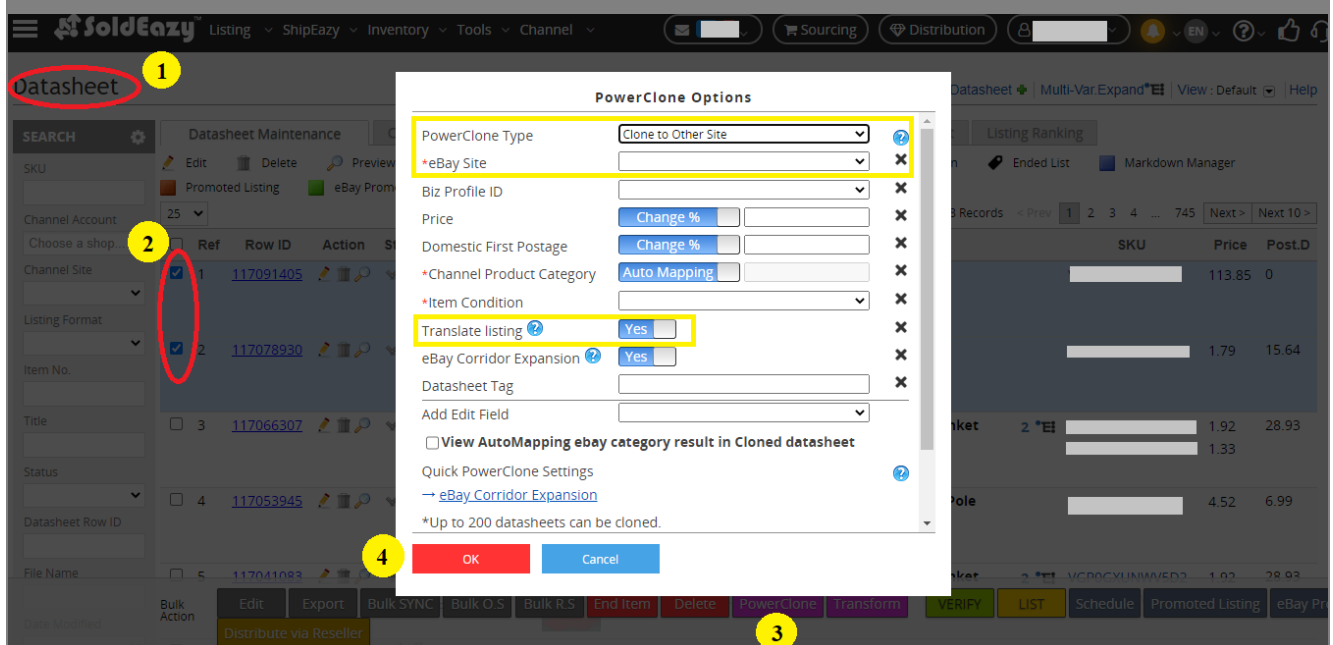 SoldEazy™ Listing ShipEazy Inventory Tools Channel Sourcing Distribution EN ?
1
Datasheet
Datasheet Multi-Var.Expand View : Default Help
SEARCH
Datasheet Maintenance Listing Ranking
Edit Delete Preview Ended List Markdown Manager
Promoted Listing eBay Prom
25 Records < Prev 1 2 3 4 ... 745 Next > Next 10 >
SKU
Channel Account
Choose a shop...
Channel Site
Listing Format
Item No.
Title
Status
Datasheet Row ID
File Name
Date Modified
2
Ref Row ID Action SKU Price Post.D
1 117091405 113.85 0
2 117078930 1.79 15.64
3 117066307 nket 2 1.92 28.93
1.33
4 117053945 Pole 4.52 6.99
5 117041083 nket 2 1.92 28.93
PowerClone Options
PowerClone Type Clone to Other Site ?
*eBay Site
Biz Profile ID
Price Change %
Domestic First Postage Change %
*Channel Product Category Auto Mapping
*Item Condition
Translate listing ? Yes
eBay Corridor Expansion ? Yes
Datasheet Tag
Add Edit Field
View AutoMapping ebay category result in Cloned datasheet
Quick PowerClone Settings ?
→ eBay Corridor Expansion
*Up to 200 datasheets can be cloned.
4
OK Cancel
Bulk Action Edit Export Bulk SYNC Bulk O.S Bulk R.S End Item Delete PowerClone Transform VERIFY LIST Schedule Promoted Listing eBay Pr
Distribute via Reseller
3